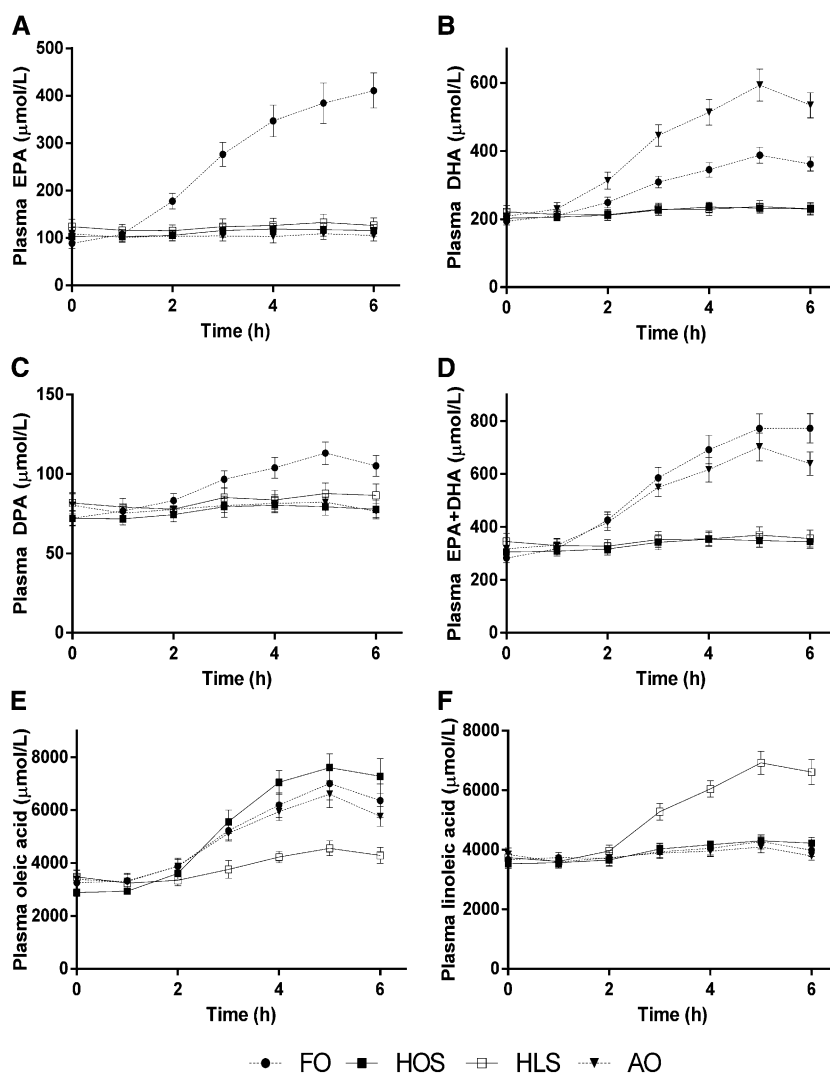 A
B
Plasma EPA (μmol/L)
500
400
300
200
100
0
0
2
4
6
Time (h)
Plasma DHA (μmol/L)
600
400
200
0
0
2
4
6
Time (h)
C
D
Plasma DPA (μmol/L)
150
100
50
0
0
2
4
6
Time (h)
Plasma EPA+DHA (μmol/L)
800
600
400
200
0
0
2
4
6
Time (h)
E
F
Plasma oleic acid (μmol/L)
8000
6000
4000
2000
0
0
2
4
6
Time (h)
Plasma linoleic acid (μmol/L)
8000
6000
4000
2000
0
0
2
4
6
Time (h)
FO HOS HLS AO